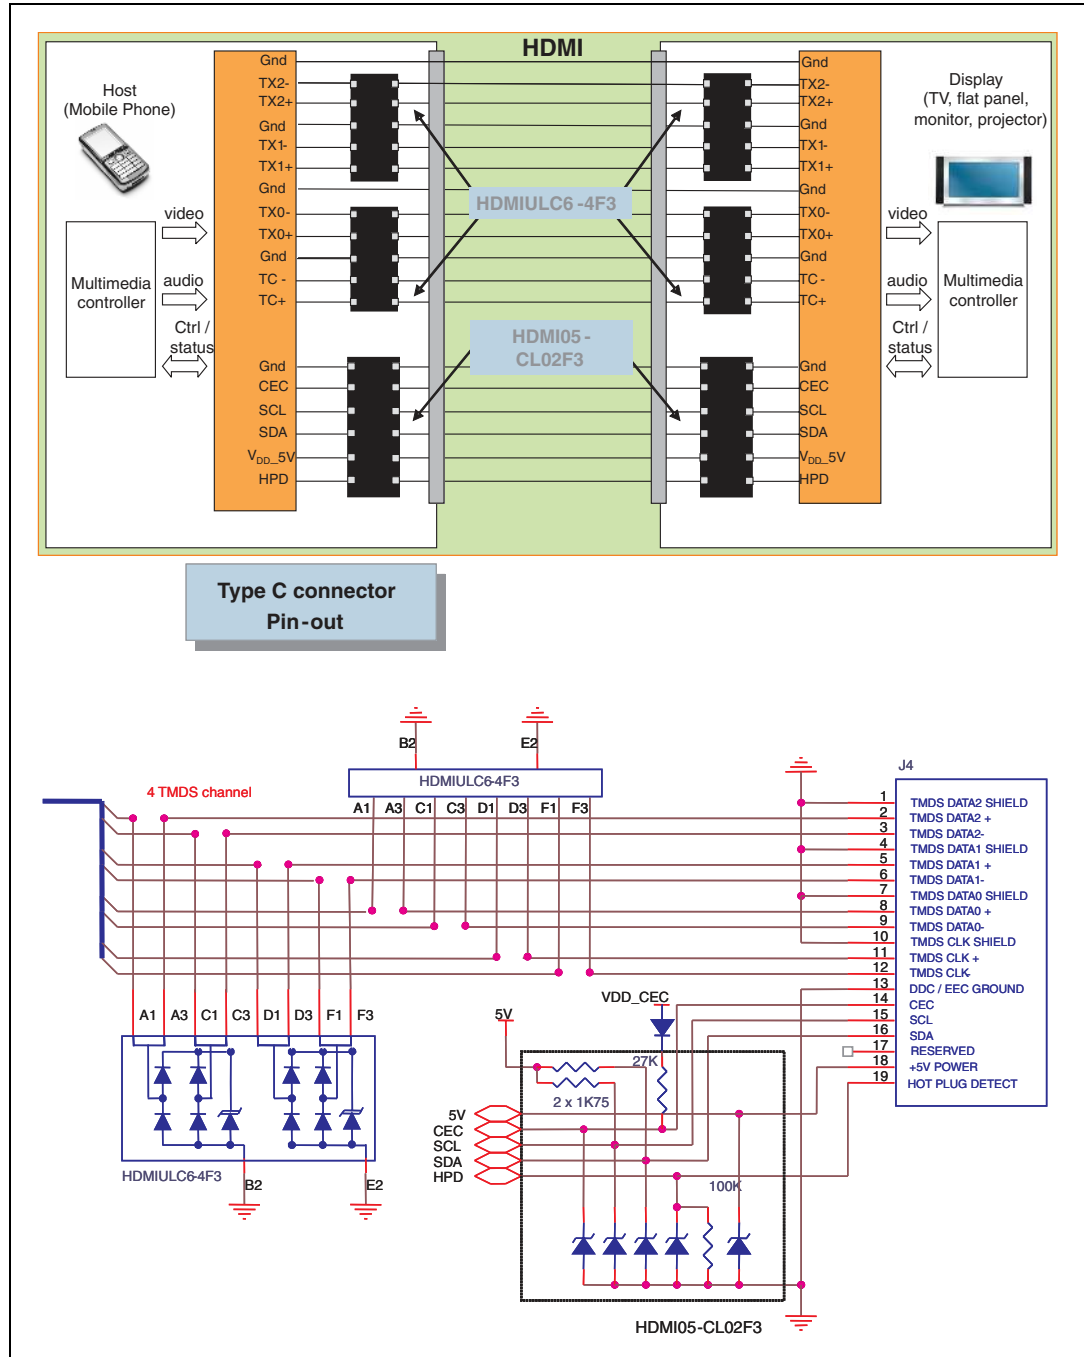 HDMI
Host
(Mobile Phone)
Display
(TV, flat panel,
monitor, projector)
Gnd
TX2-
TX2+
Gnd
TX1-
TX1+
Gnd
TX0-
TX0+
Gnd
TC -
TC+
Gnd
CEC
SCL
SDA
VDD_5V
HPD
Gnd
TX2-
TX2+
Gnd
TX1-
TX1+
Gnd
TX0-
TX0+
Gnd
TC -
TC+
Gnd
CEC
SCL
SDA
VDD_5V
HPD
HDMIULC6 -4F3
HDMI05 -
CL02F3
video
audio
Ctrl /
status
Multimedia
controller
video
audio
Ctrl /
status
Multimedia
controller
Type C connector
Pin-out
B2
E2
HDMIULC6-4F3
A1 A3 C1 C3 D1 D3 F1 F3
4 TMDS channel
J4
1 TMDS DATA2 SHIELD
2 TMDS DATA2 +
3 TMDS DATA2-
4 TMDS DATA1 SHIELD
5 TMDS DATA1 +
6 TMDS DATA1-
7 TMDS DATA0 SHIELD
8 TMDS DATA0 +
9 TMDS DATA0-
10 TMDS CLK SHIELD
11 TMDS CLK +
12 TMDS CLK-
13 DDC / EEC GROUND
14 CEC
15 SCL
16 SDA
17 RESERVED
18 +5V POWER
19 HOT PLUG DETECT
A1 A3 C1 C3 D1 D3 F1 F3
HDMIULC6-4F3
B2
E2
VDD_CEC
5V
27K
2 x 1K75
5V
CEC
SCL
SDA
HPD
100K
HDMI05-CL02F3